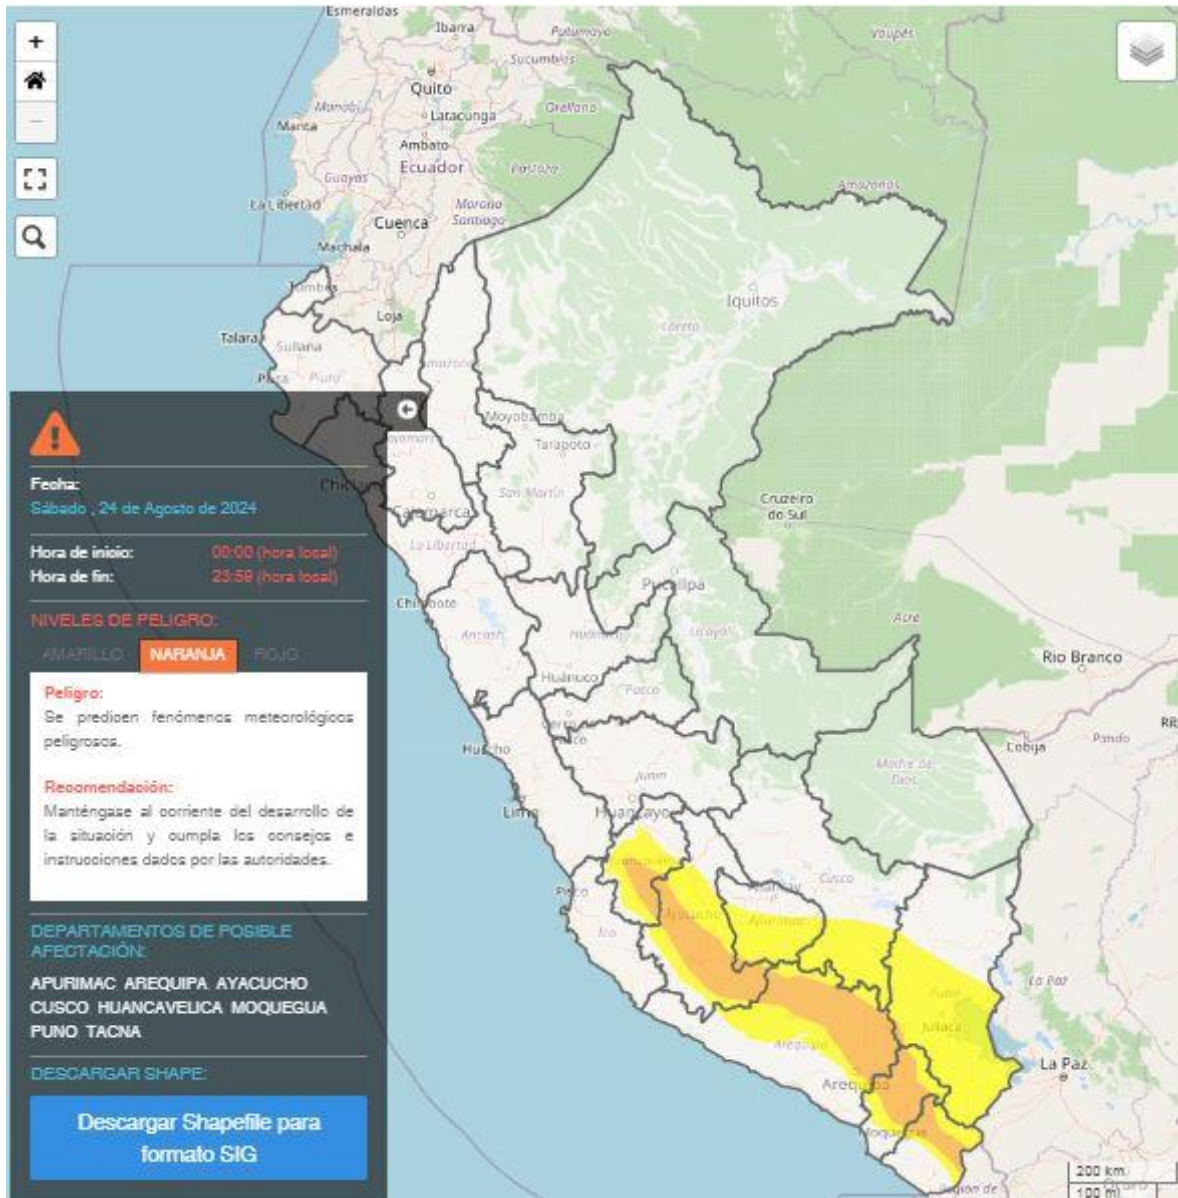 Esmeraldas
Ibarra
Putumayo
Vaupés
Sucumbíos
Quito
Orellana
Manabí
Latacunga
Manta
Ambato
Ecuador
Pastaza
Guayas
Amazonas
La Libertad
Morona
Santiago
Cuenca
Machala
Tumbes
Iquitos
Loja
Loreto
Talara
Sullana
Piura
Piura
Moyobamba
Tarapoto
San Martín
Cajamarca
Cruzeiro
do Sul
La Libertad
Pucallpa
Ancash
Huánuco
Ucayali
Acre
Rio Branco
Huánuco
Pasco
Cobija
Pando
Madre de
Dios
Junín
Lima
Huancayo
Cusco
Pisco
Ayacucho
Apurímac
Ica
La Paz
Puno
Juliaca
Arequipa
La Paz
Arequipa
Moquegua
200 km
100 mi
+
−
Fecha:
Sábado , 24 de Agosto de 2024
Hora de inicio: 00:00 (hora local)
Hora de fin: 23:59 (hora local)
NIVELES DE PELIGRO:
AMARILLO NARANJA ROJO
Peligro:
Se predicen fenómenos meteorológicos
peligrosos.
Recomendación:
Manténgase al corriente del desarrollo de
la situación y cumpla los consejos e
instrucciones dados por las autoridades.
DEPARTAMENTOS DE POSIBLE
AFECTACIÓN:
APURIMAC AREQUIPA AYACUCHO
CUSCO HUANCAVELICA MOQUEGUA
PUNO TACNA
DESCARGAR SHAPE:
Descargar Shapefile para
formato SIG